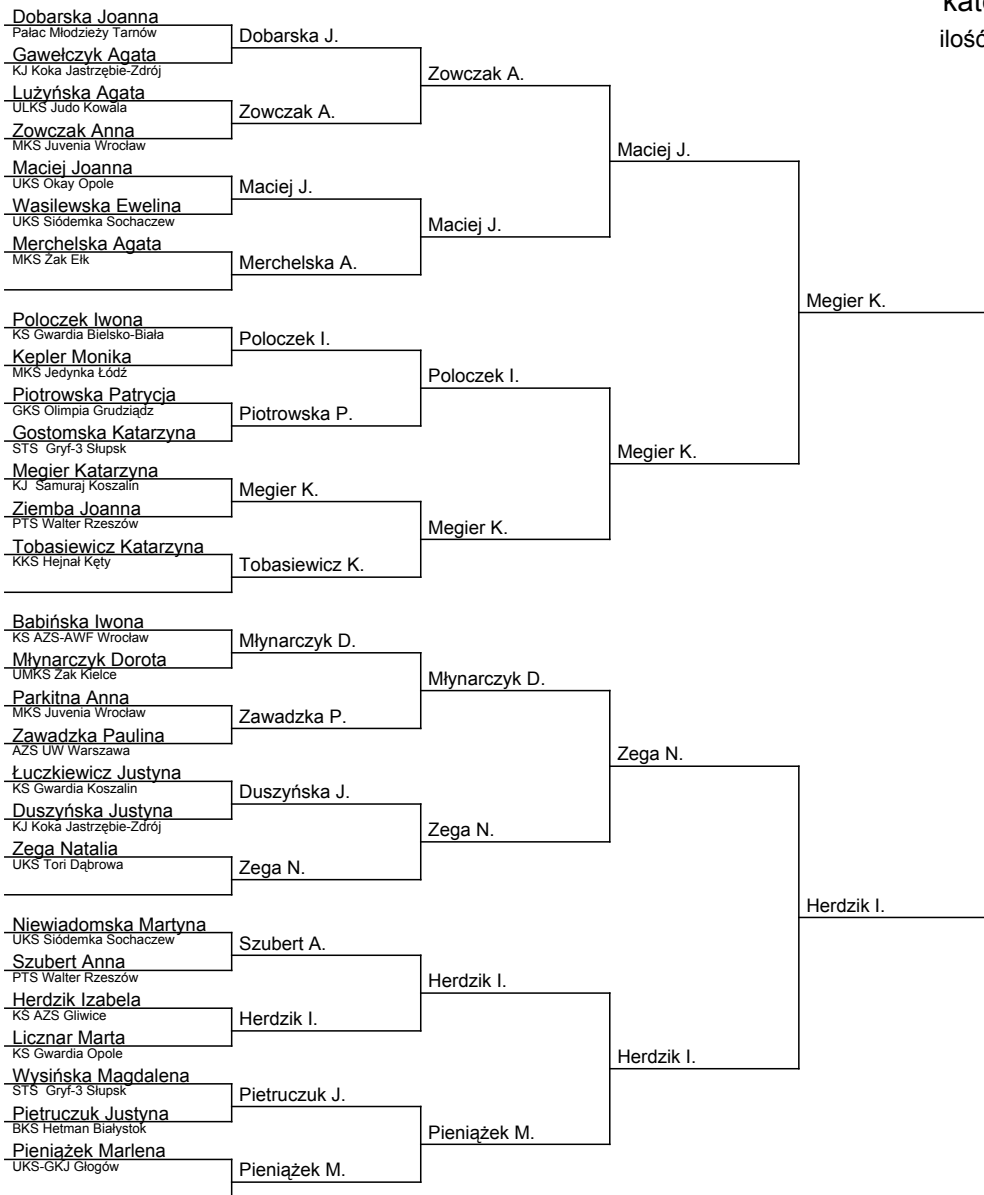 kate
ilość
Dobarska Joanna
Pałac Młodzieży Tarnów
Gawełczyk Agata
KJ Koka Jastrzębie-Zdrój
Lużyńska Agata
ULKS Judo Kowala
Zowczak Anna
MKS Juvenia Wrocław
Maciej Joanna
UKS Okay Opole
Wasilewska Ewelina
UKS Siódemka Sochaczew
Merchelska Agata
MKS Żak Ełk
Poloczek Iwona
KS Gwardia Bielsko-Biała
Kepler Monika
MKS Jedynka Łódź
Piotrowska Patrycja
GKS Olimpia Grudziądz
Gostomska Katarzyna
STS Gryf-3 Słupsk
Megier Katarzyna
KJ Samuraj Koszalin
Ziemba Joanna
PTS Walter Rzeszów
Tobasiewicz Katarzyna
KKS Hejnał Kęty
Babińska Iwona
KS AZS-AWF Wrocław
Młynarczyk Dorota
UMKS Żak Kielce
Parkitna Anna
MKS Juvenia Wrocław
Zawadzka Paulina
AZS UW Warszawa
Łuczkiewicz Justyna
KS Gwardia Koszalin
Duszyńska Justyna
KJ Koka Jastrzębie-Zdrój
Zega Natalia
UKS Tori Dąbrowa
Niewiadomska Martyna
UKS Siódemka Sochaczew
Szubert Anna
PTS Walter Rzeszów
Herdzik Izabela
KS AZS Gliwice
Licznar Marta
KS Gwardia Opole
Wysińska Magdalena
STS Gryf-3 Słupsk
Pietruczuk Justyna
BKS Hetman Białystok
Pieniążek Marlena
UKS-GKJ Głogów
Dobarska J.
Zowczak A.
Maciej J.
Merchelska A.
Poloczek I.
Piotrowska P.
Megier K.
Tobasiewicz K.
Młynarczyk D.
Zawadzka P.
Duszyńska J.
Zega N.
Szubert A.
Herdzik I.
Pietruczuk J.
Pieniążek M.
Zowczak A.
Maciej J.
Poloczek I.
Megier K.
Młynarczyk D.
Zega N.
Herdzik I.
Pieniążek M.
Maciej J.
Megier K.
Zega N.
Herdzik I.
Megier K.
Herdzik I.